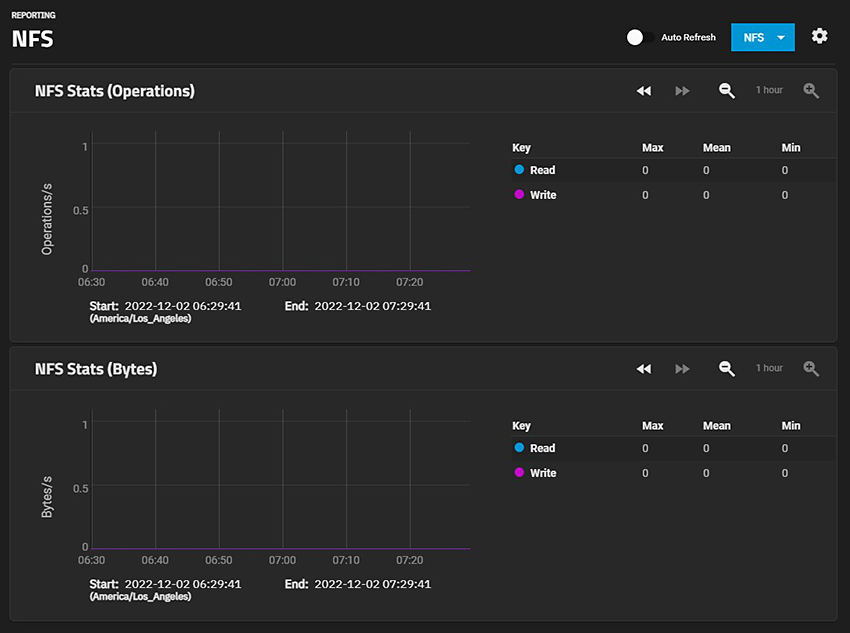 REPORTING
NFS
Auto Refresh
NFS
NFS Stats (Operations)
1 hour
Operations/s
1
0.5
0
06:30 06:40 06:50 07:00 07:10 07:20
Start: 2022-12-02 06:29:41 End: 2022-12-02 07:29:41
(America/Los_Angeles)
Key Max Mean Min
Read 0 0 0
Write 0 0 0
NFS Stats (Bytes)
1 hour
Bytes/s
1
0.5
0
06:30 06:40 06:50 07:00 07:10 07:20
Start: 2022-12-02 06:29:41 End: 2022-12-02 07:29:41
(America/Los_Angeles)
Key Max Mean Min
Read 0 0 0
Write 0 0 0